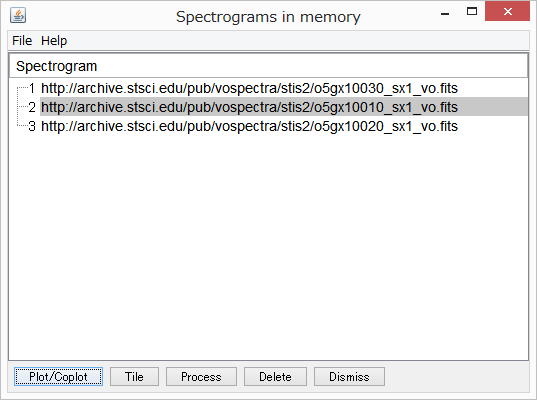 Spectrograms in memory
File Help
Spectrogram
1 http://archive.stsci.edu/pub/vospectra/stis2/o5gx10030_sx1_vo.fits
2 http://archive.stsci.edu/pub/vospectra/stis2/o5gx10010_sx1_vo.fits
3 http://archive.stsci.edu/pub/vospectra/stis2/o5gx10020_sx1_vo.fits
Plot/Coplot Tile Process Delete Dismiss